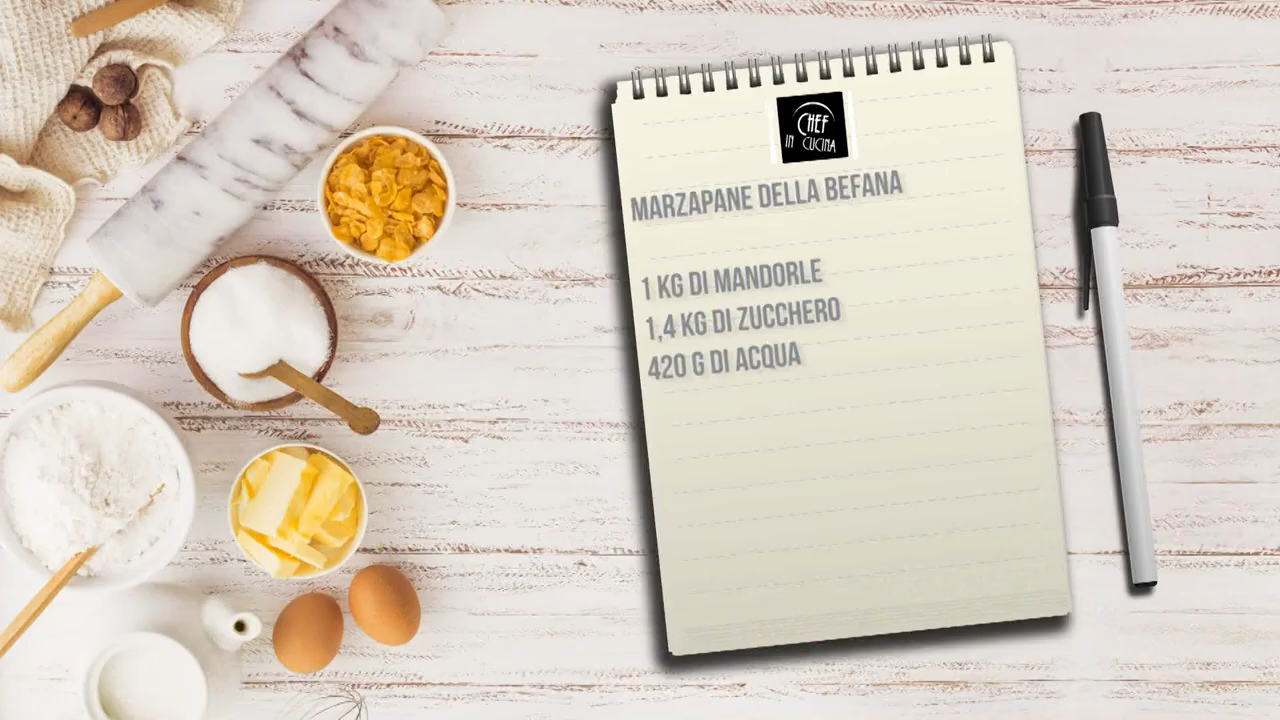 CHEF
IN CUCINA
MARZAPANE DELLA BEFANA
1 KG DI MANDORLE
1,4 KG DI ZUCCHERO
420 G DI ACQUA